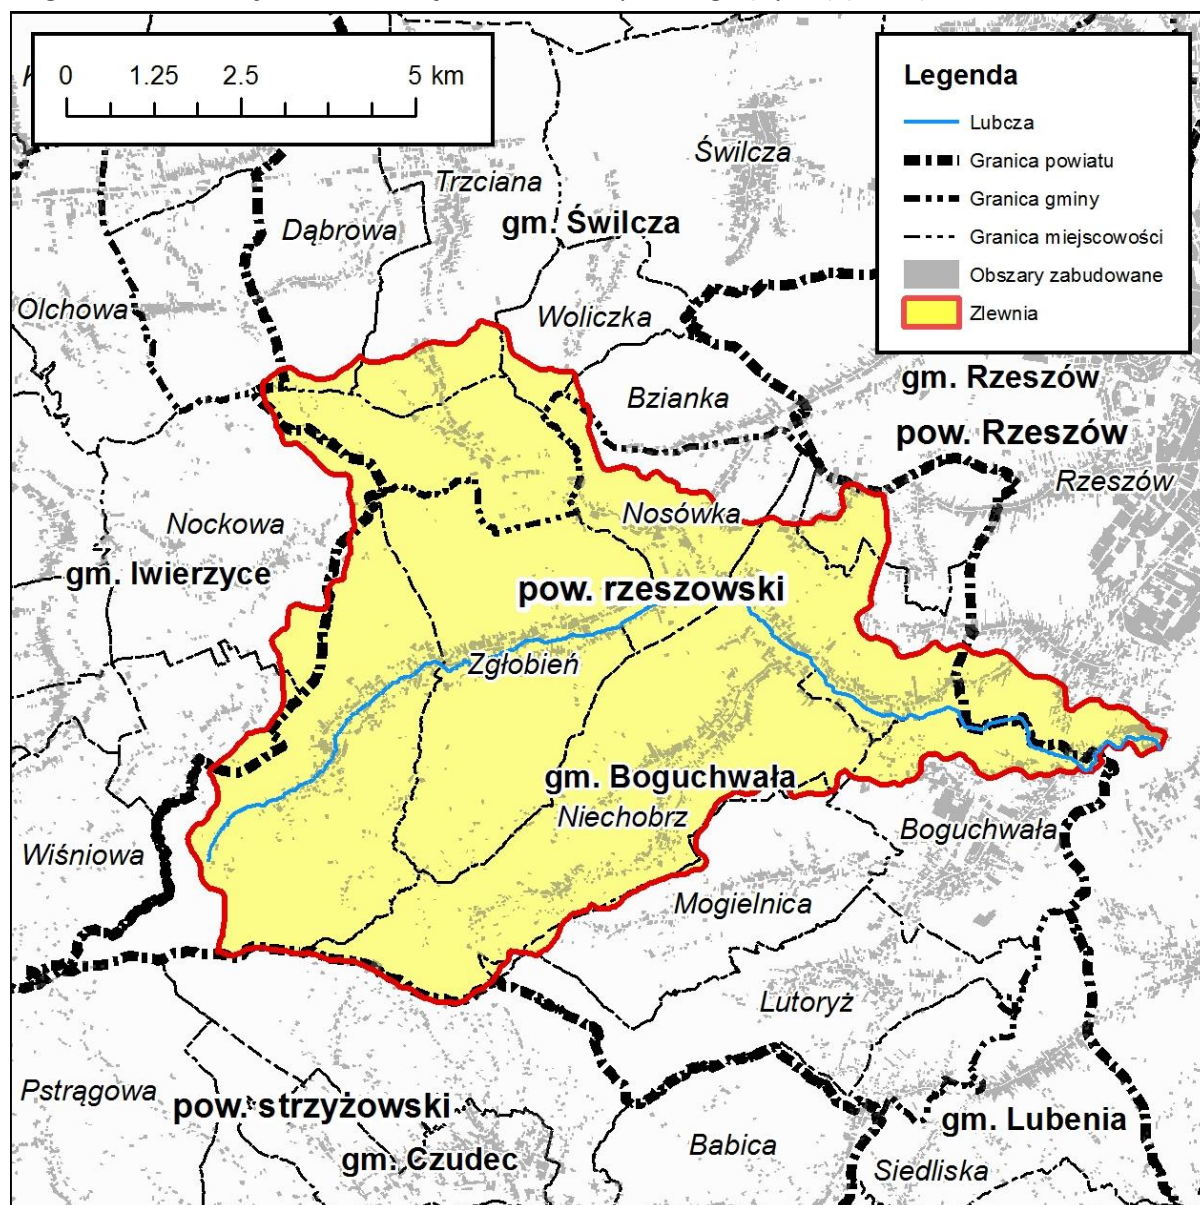 0 1.25 2.5 5 km
Legenda
Lubcza
Granica powiatu
Granica gminy
Granica miejscowości
Obszary zabudowane
Zlewnia
Świlcza
Trzciana
gm. Świlcza
Dąbrowa
Olchowa
Woliczka
gm. Rzeszów
Bzianka
pow. Rzeszów
Rzeszów
Nosówka
Nockowa
gm. Iwierzyce
pow. rzeszowski
Zgłobień
gm. Boguchwała
Niechobrz
Boguchwała
Wiśniowa
Mogielnica
Lutoryż
Pstrągowa
pow. strzyżowski
gm. Lubenia
Babica
gm. Czudec
Siedliska